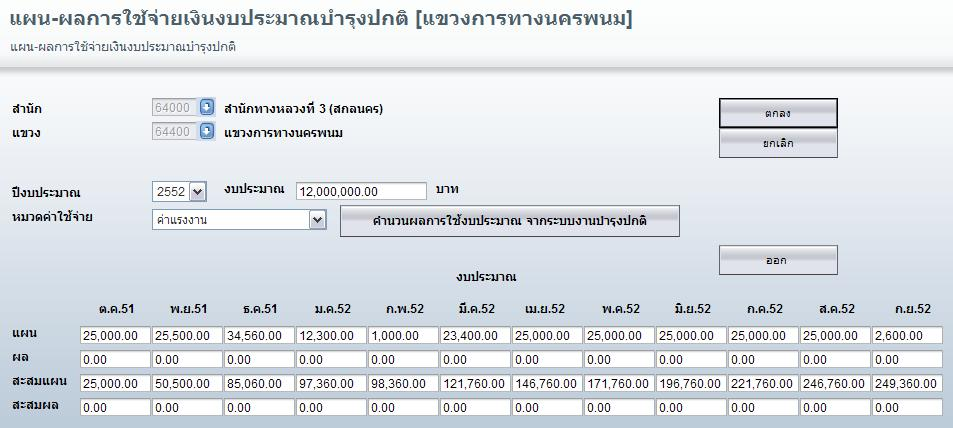 แผน-ผลการใช้จ่ายเงินงบประมาณบำรุงปกติ [แขวงการทางนครพนม]
แผน-ผลการใช้จ่ายเงินงบประมาณบำรุงปกติ
สำนัก 64000 สำนักทางหลวงที่ 3 (สกลนคร) ตกลง
แขวง 64400 แขวงการทางนครพนม ยกเลิก
ปีงบประมาณ 2552 งบประมาณ 12,000,000.00 บาท
หมวดค่าใช้จ่าย ค่าแรงงาน คำนวนผลการใช้งบประมาณ จากระบบงานบำรุงปกติ
ออก
งบประมาณ
ต.ค.51 พ.ย.51 ธ.ค.51 ม.ค.52 ก.พ.52 มี.ค.52 เม.ย.52 พ.ค.52 มิ.ย.52 ก.ค.52 ส.ค.52 ก.ย.52
แผน 25,000.00 25,500.00 34,560.00 12,300.00 1,000.00 23,400.00 25,000.00 25,000.00 25,000.00 25,000.00 25,000.00 2,600.00
ผล 0.00 0.00 0.00 0.00 0.00 0.00 0.00 0.00 0.00 0.00 0.00 0.00
สะสมแผน 25,000.00 50,500.00 85,060.00 97,360.00 98,360.00 121,760.00 146,760.00 171,760.00 196,760.00 221,760.00 246,760.00 249,360.00
สะสมผล 0.00 0.00 0.00 0.00 0.00 0.00 0.00 0.00 0.00 0.00 0.00 0.00